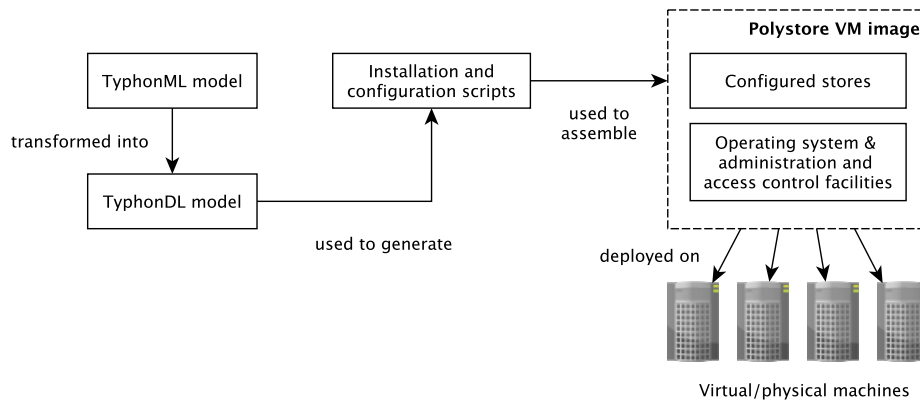 Polystore VM image
TyphonML model
Installation and
configuration scripts
Configured stores
used to
assemble
transformed into
Operating system &
administration and
access control facilities
TyphonDL model
used to generate
deployed on
Virtual/physical machines